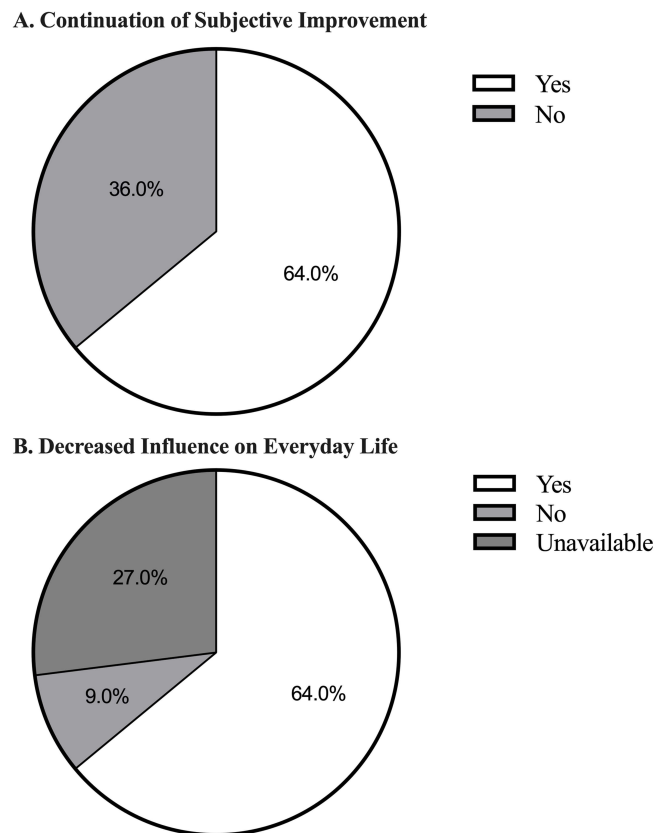 A. Continuation of Subjective Improvement
Yes
No
36.0%
64.0%
B. Decreased Influence on Everyday Life
Yes
No
Unavailable
27.0%
9.0%
64.0%